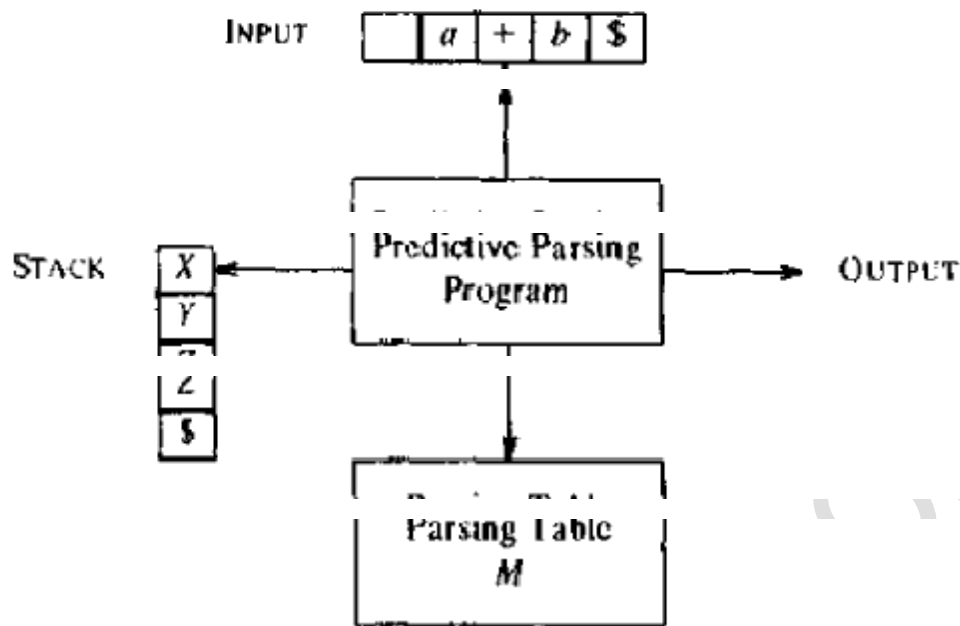 INPUT
a + b $
Predictive Parsing
Program
STACK
X
Y
Z
$
OUTPUT
Parsing Table
M